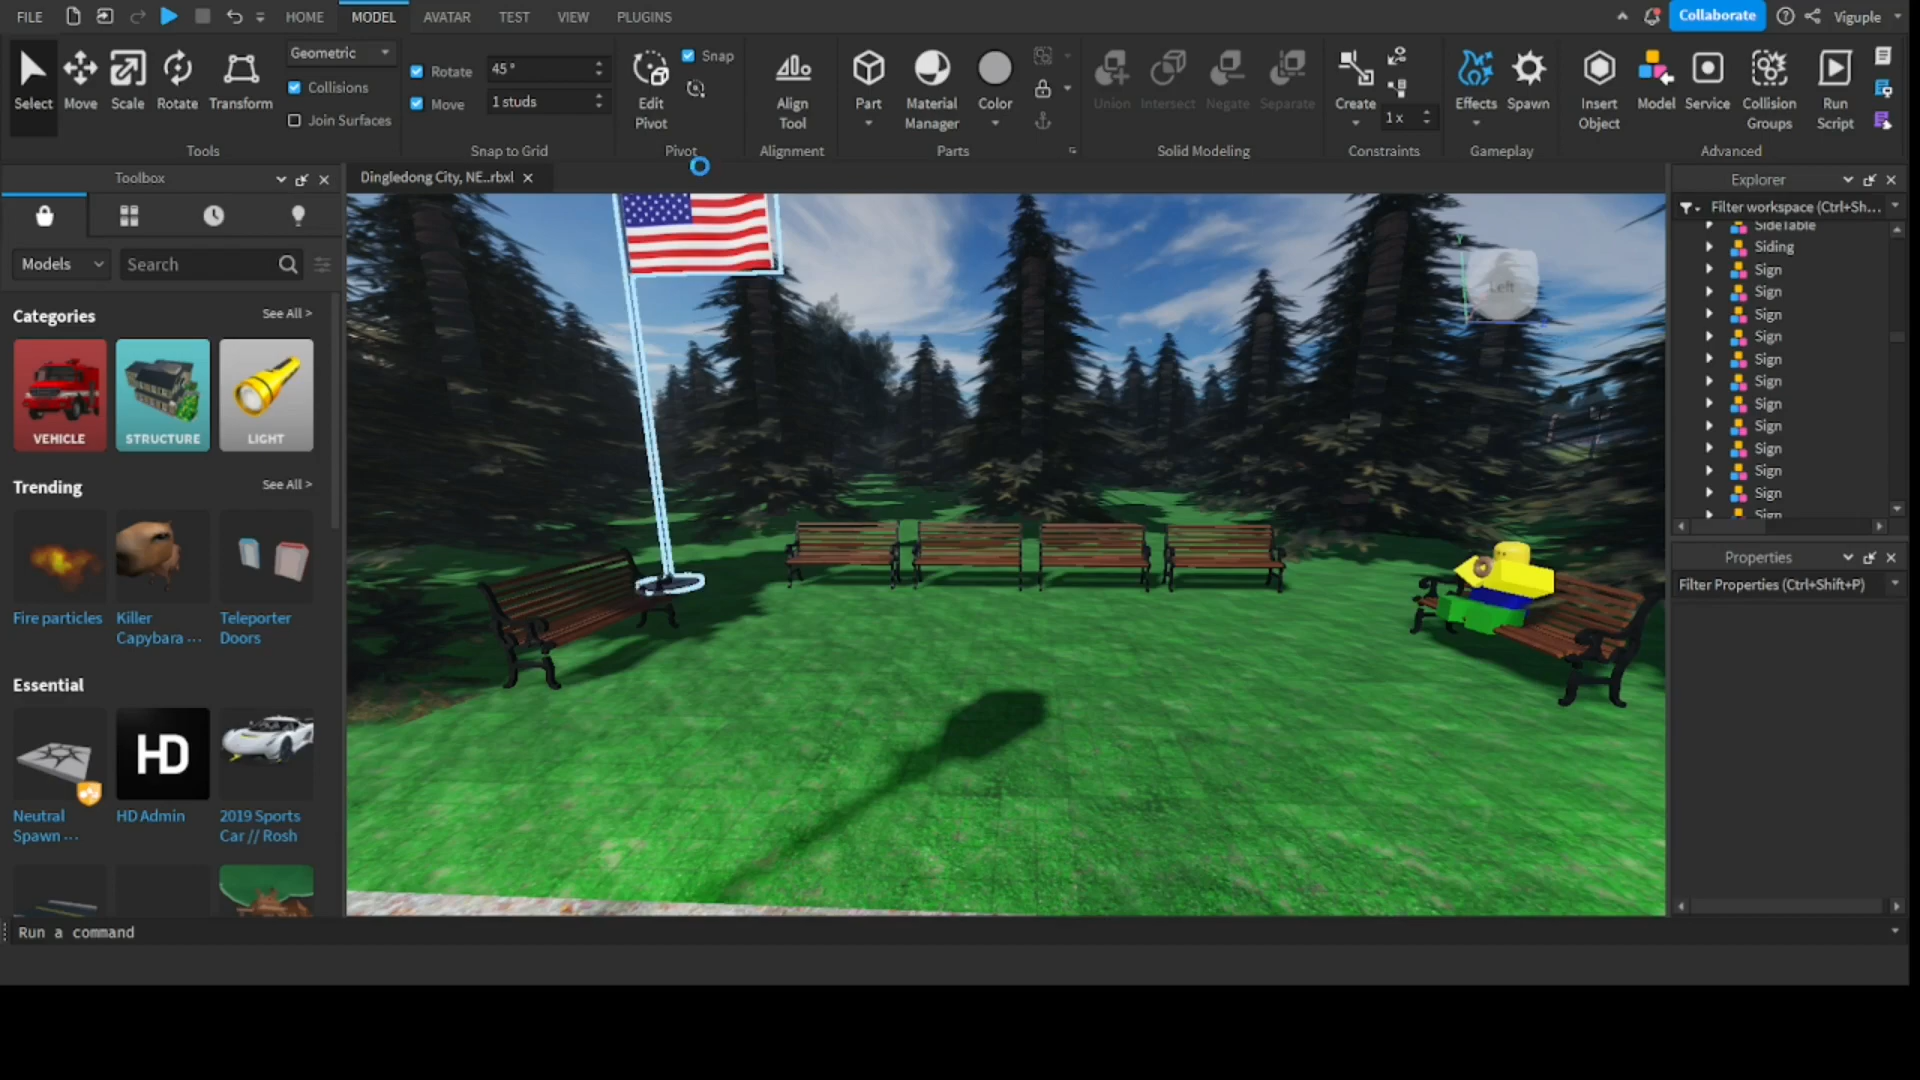 FILE
HOME
MODEL
AVATAR
TEST
VIEW
PLUGINS
Collaborate
Viguple
Select
Move
Scale
Rotate
Transform
Geometric
Collisions
Join Surfaces
Tools
Rotate
45 °
Move
1 studs
Snap to Grid
Edit
Pivot
Snap
Pivot
Align
Tool
Alignment
Part
Material
Manager
Color
Parts
Union
Intersect
Negate
Separate
Solid Modeling
Create
1 x
Constraints
Effects
Spawn
Gameplay
Insert
Object
Model
Service
Collision
Groups
Run
Script
Advanced
Toolbox
Dingledong City, NE...rbxl
Explorer
Filter workspace (Ctrl+Sh...
Models
Search
Categories
See All >
VEHICLE
STRUCTURE
LIGHT
Trending
See All >
Fire particles
Killer
Capybara ...
Teleporter
Doors
Essential
Neutral
Spawn ...
HD
HD Admin
2019 Sports
Car // Rosh
Left
SideTable
Siding
Sign
Sign
Sign
Sign
Sign
Sign
Sign
Sign
Sign
Sign
Sign
Sign
Properties
Filter Properties (Ctrl+Shift+P)
Run a command